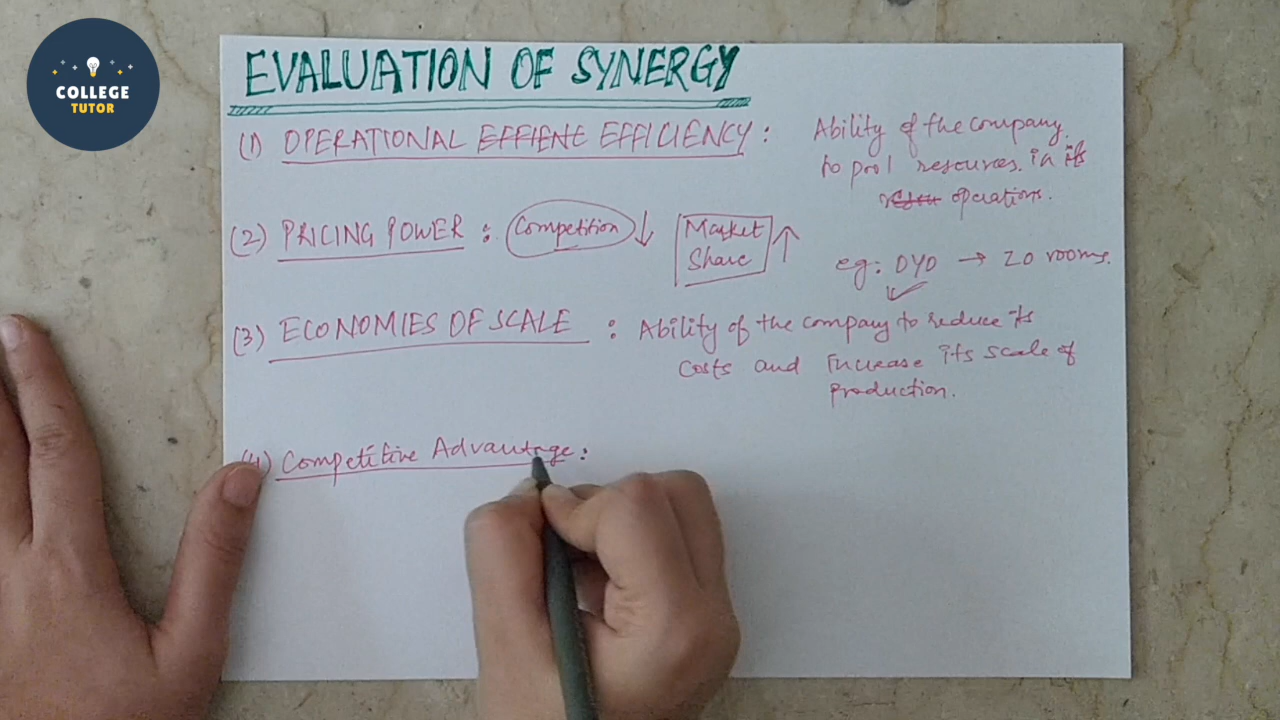 COLLEGE
TUTOR
EVALUATION OF SYNERGY
(1) OPERATIONAL EFFIENT EFFICIENCY : Ability of the company
to pool resources. in its
operations.
(2) PRICING POWER : Competition ↓ Market Share ↑
eg: OYO → ZO rooms.
(3) ECONOMIES OF SCALE : Ability of the company to reduce its
costs and increase its scale of
production.
(4) Competitive Advantage :